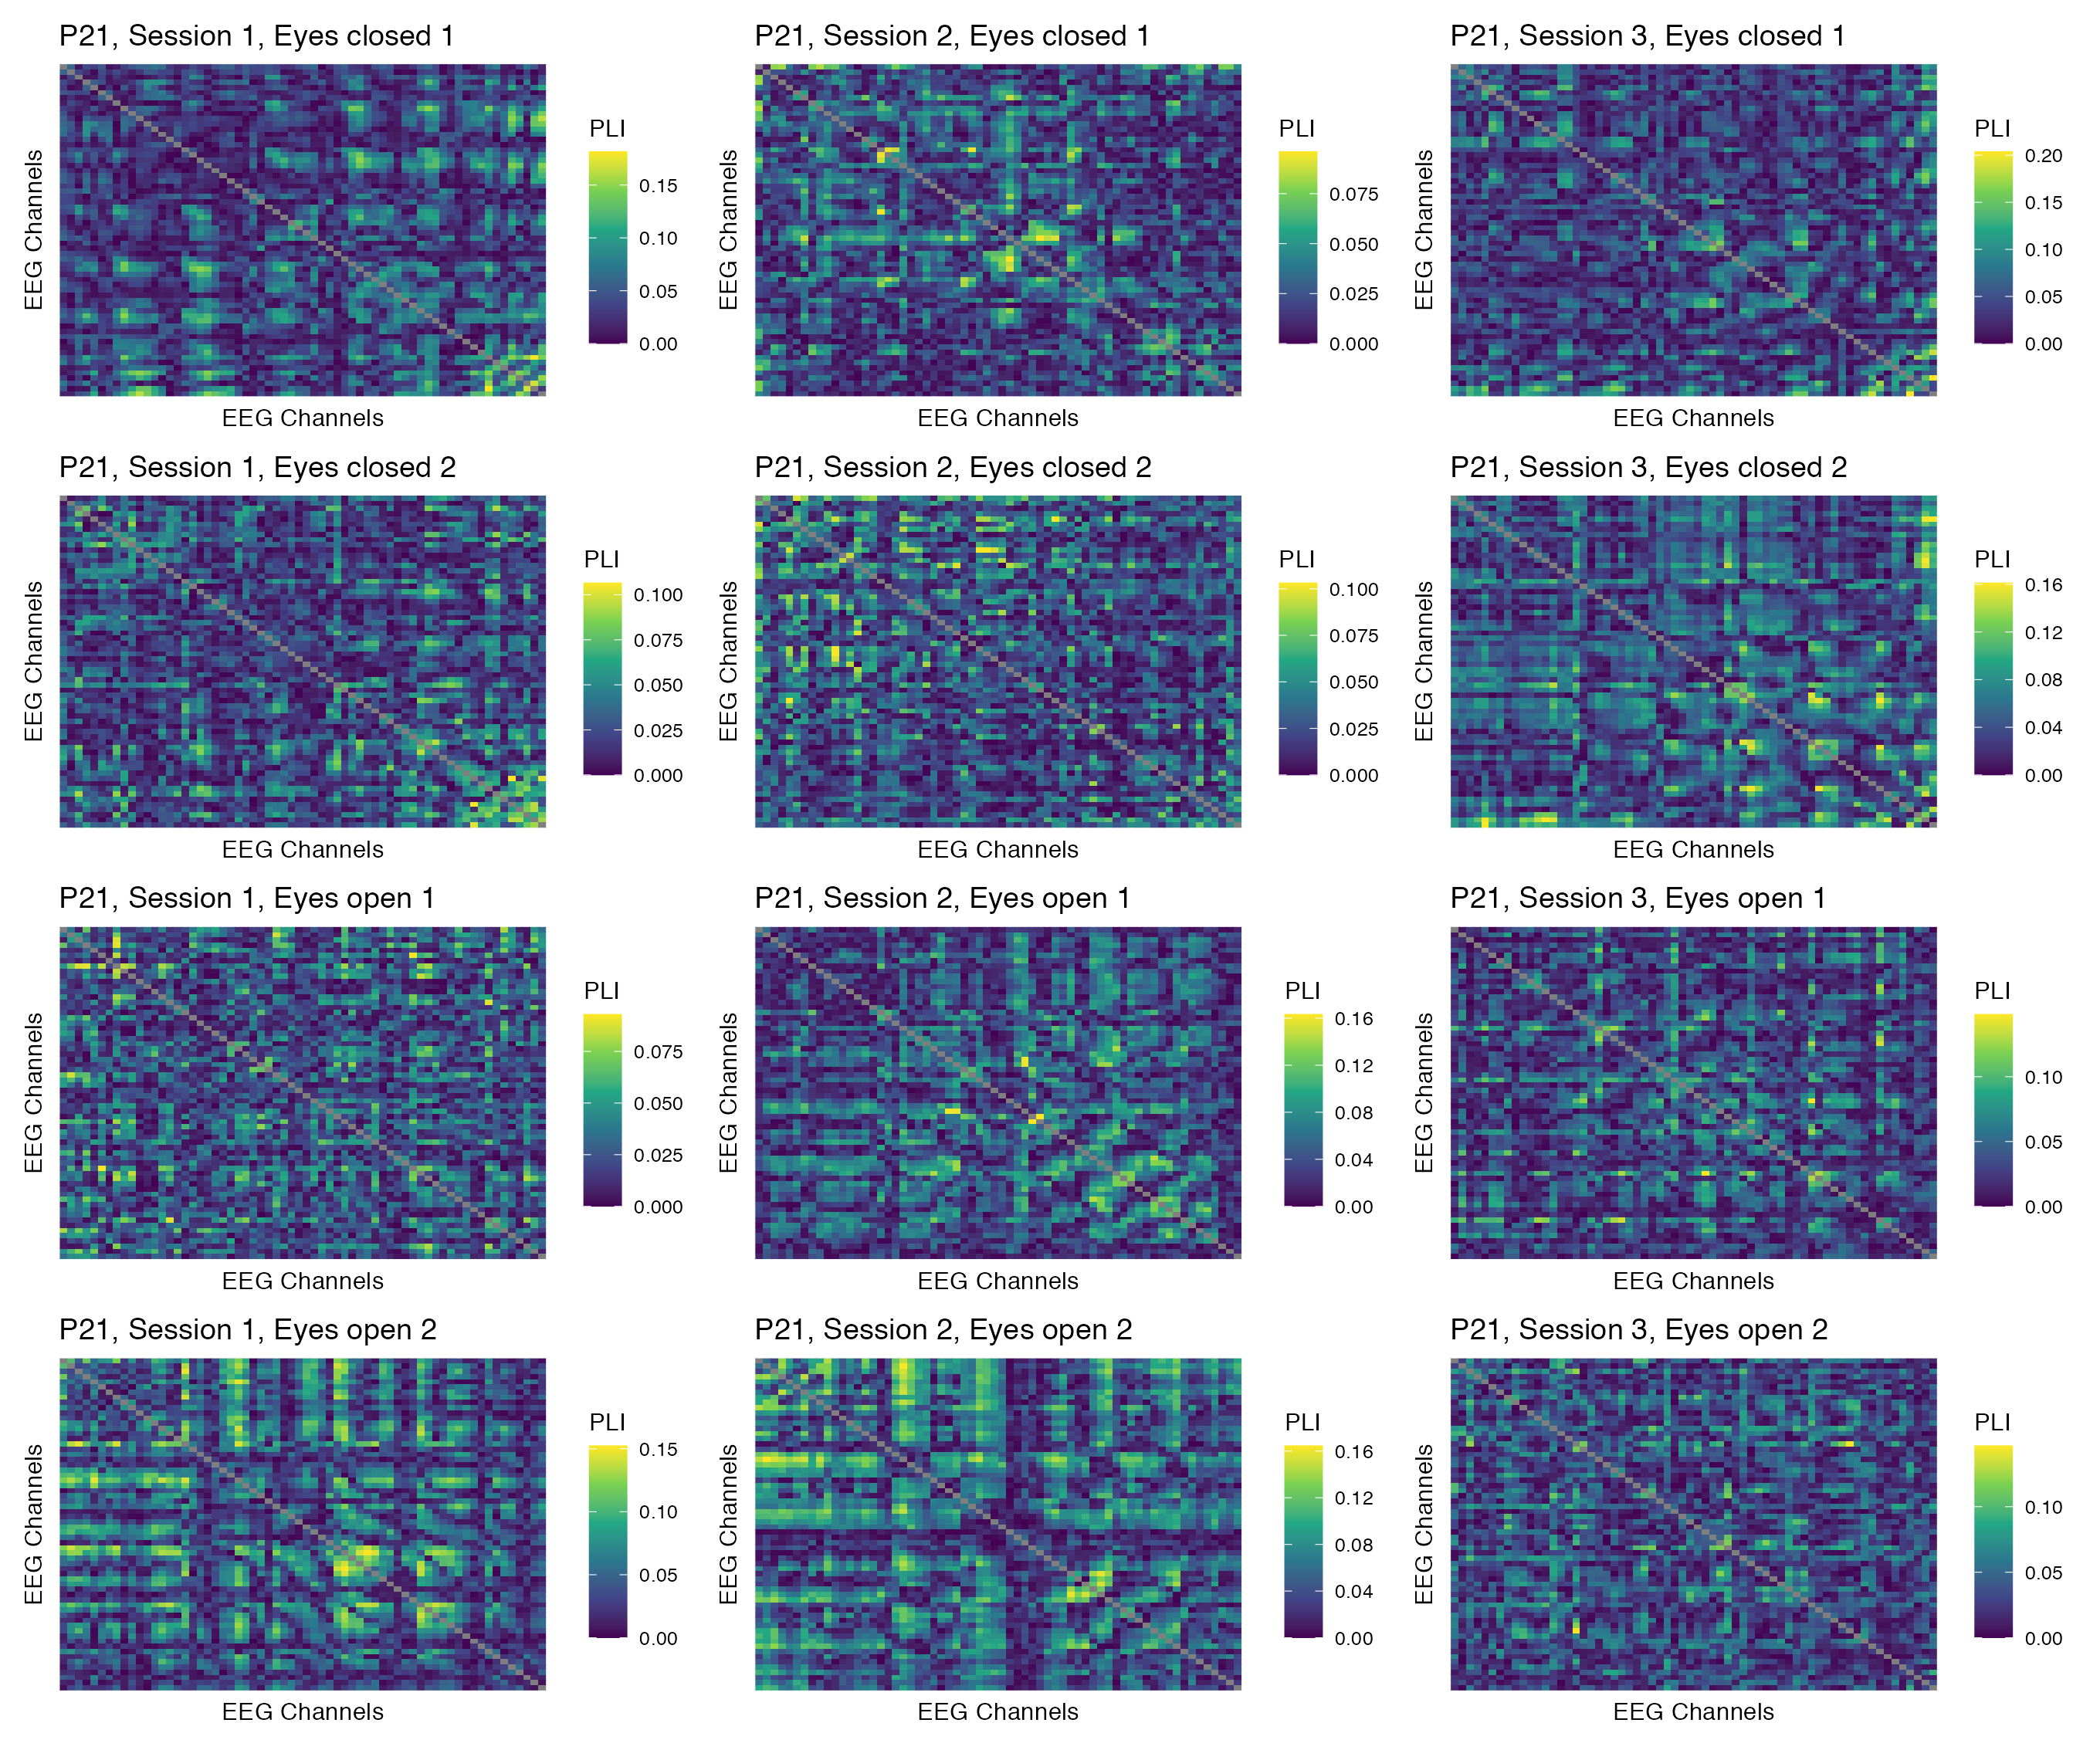 P21, Session 1, Eyes closed 1
EEG Channels
EEG Channels
PLI
0.15
0.10
0.05
0.00
P21, Session 2, Eyes closed 1
EEG Channels
EEG Channels
PLI
0.075
0.050
0.025
0.000
P21, Session 3, Eyes closed 1
EEG Channels
EEG Channels
PLI
0.20
0.15
0.10
0.05
0.00
P21, Session 1, Eyes closed 2
EEG Channels
EEG Channels
PLI
0.100
0.075
0.050
0.025
0.000
P21, Session 2, Eyes closed 2
EEG Channels
EEG Channels
PLI
0.100
0.075
0.050
0.025
0.000
P21, Session 3, Eyes closed 2
EEG Channels
EEG Channels
PLI
0.16
0.12
0.08
0.04
0.00
P21, Session 1, Eyes open 1
EEG Channels
EEG Channels
PLI
0.075
0.050
0.025
0.000
P21, Session 2, Eyes open 1
EEG Channels
EEG Channels
PLI
0.16
0.12
0.08
0.04
0.00
P21, Session 3, Eyes open 1
EEG Channels
EEG Channels
PLI
0.10
0.05
0.00
P21, Session 1, Eyes open 2
EEG Channels
EEG Channels
PLI
0.15
0.10
0.05
0.00
P21, Session 2, Eyes open 2
EEG Channels
EEG Channels
PLI
0.16
0.12
0.08
0.04
0.00
P21, Session 3, Eyes open 2
EEG Channels
EEG Channels
PLI
0.10
0.05
0.00